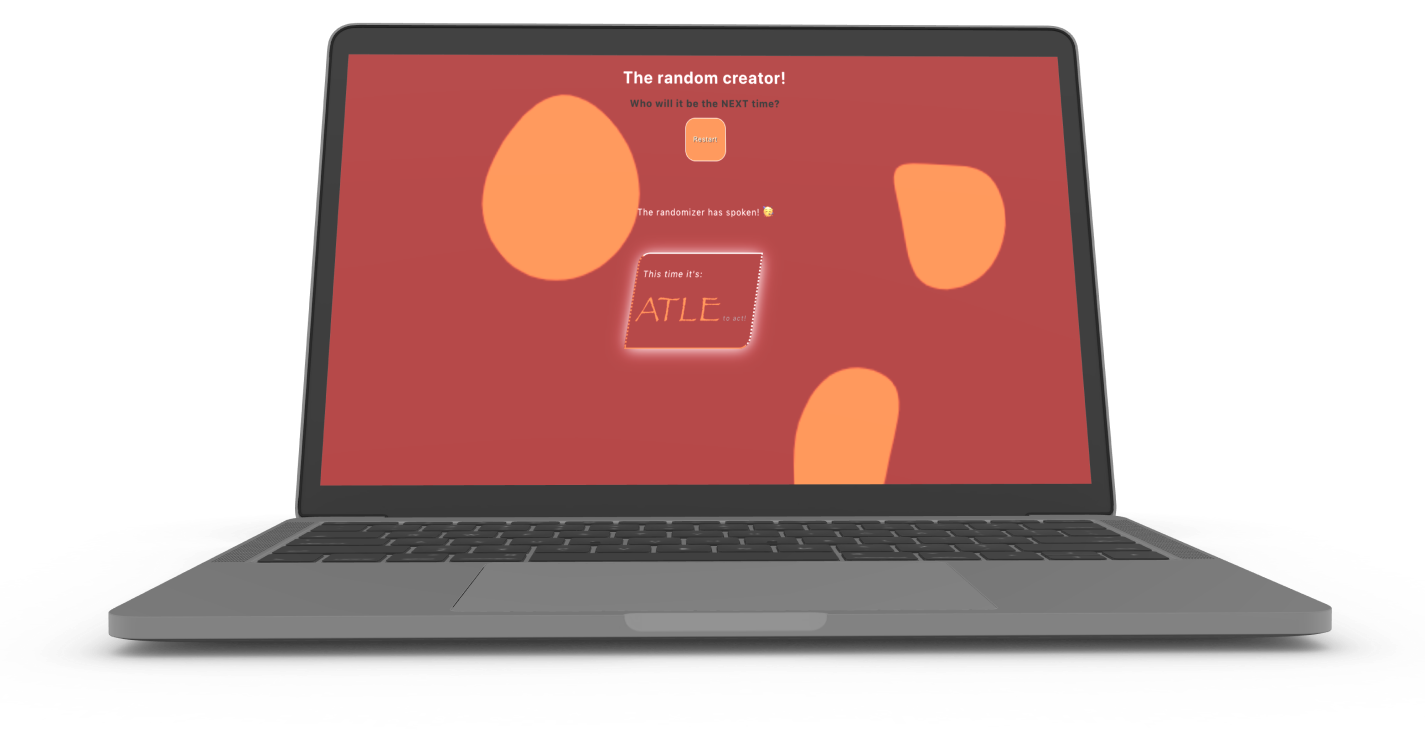 The random creator!
Who will it be the NEXT time?
Restart
The randomizer has spoken! 🥳
This time it's:
ATLE to act!